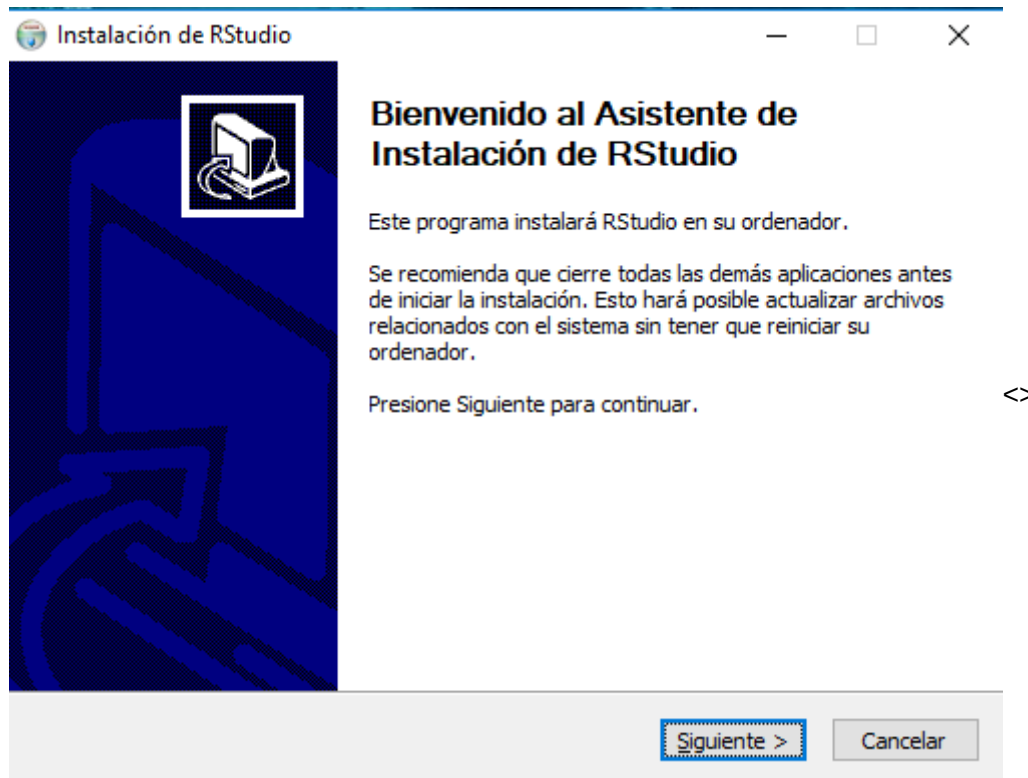 Instalación de RStudio
Bienvenido al Asistente de
Instalación de RStudio
Este programa instalará RStudio en su ordenador.
Se recomienda que cierre todas las demás aplicaciones antes
de iniciar la instalación. Esto hará posible actualizar archivos
relacionados con el sistema sin tener que reiniciar su
ordenador.
<>
Presione Siguiente para continuar.
Siguiente >
Cancelar